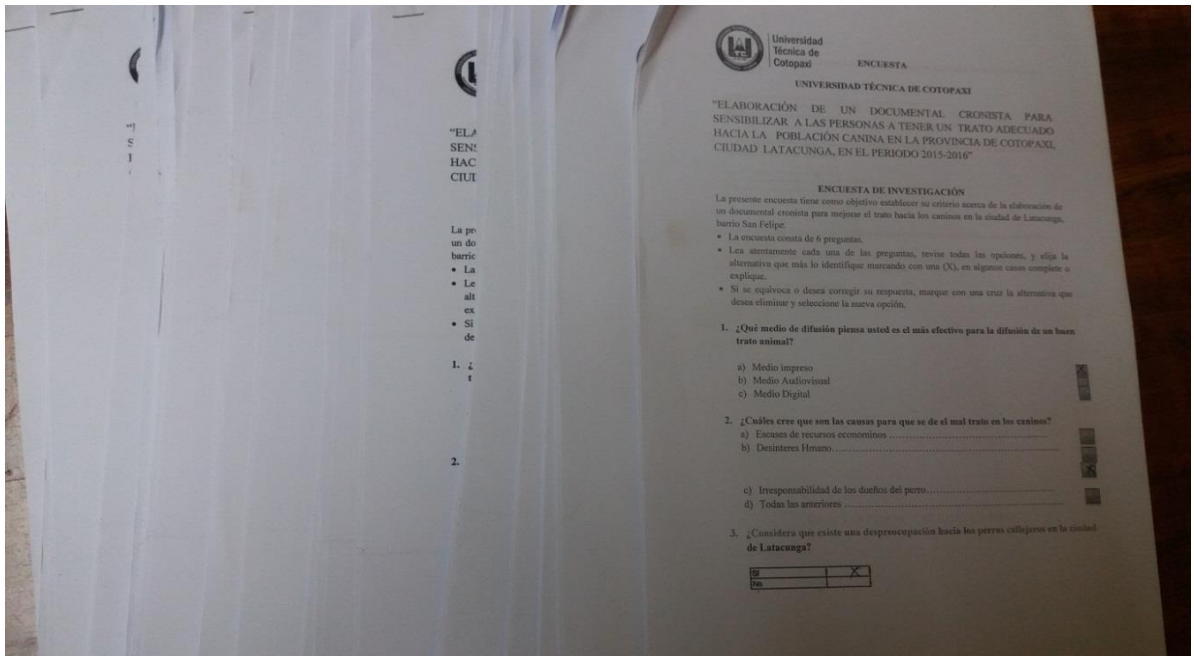 "EL
S
"ELA
SENS
HAC
CIUI
La pre
un do
barric
• La
• Le
alt
ex
• Si
de
1. ¿
t
2.
Universidad
Técnica de
Cotopaxi
ENCUESTA
UNIVERSIDAD TÉCNICA DE COTOPAXI
"ELABORACIÓN DE UN DOCUMENTAL CRONISTA PARA
SENSIBILIZAR A LAS PERSONAS A TENER UN TRATO ADECUADO
HACIA LA POBLACIÓN CANINA EN LA PROVINCIA DE COTOPAXI,
CIUDAD LATACUNGA, EN EL PERIODO 2015-2016"
ENCUESTA DE INVESTIGACIÓN
La presente encuesta tiene como objetivo establecer su criterio acerca de la elaboración de
un documental cronista para mejorar el trato hacia los caninos en la ciudad de Latacunga,
barrio San Felipe.
• La encuesta consta de 6 preguntas.
• Lea atentamente cada una de las preguntas, revise todas las opciones, y elija la
alternativa que más lo identifique marcando con una (X), en algunos casos complete o
explique.
• Si se equivoca o desea corregir su respuesta, marque con una cruz la alternativa que
desea eliminar y seleccione la nueva opción.
1. ¿Qué medio de difusión piensa usted es el más efectivo para la difusión de un buen
trato animal?
a) Medio impreso X
b) Medio Audiovisual
c) Medio Digital
2. ¿Cuáles cree que son las causas para que se de el mal trato en los caninos?
a) Escases de recursos econominos ..........
b) Desinteres Hmano..........
X
c) Irresponsabilidad de los dueños del perro..........
d) Todas las anteriores ..........
3. ¿Considera que existe una despreocupación hacia los perros callejeros en la ciudad
de Latacunga?
Si X
No